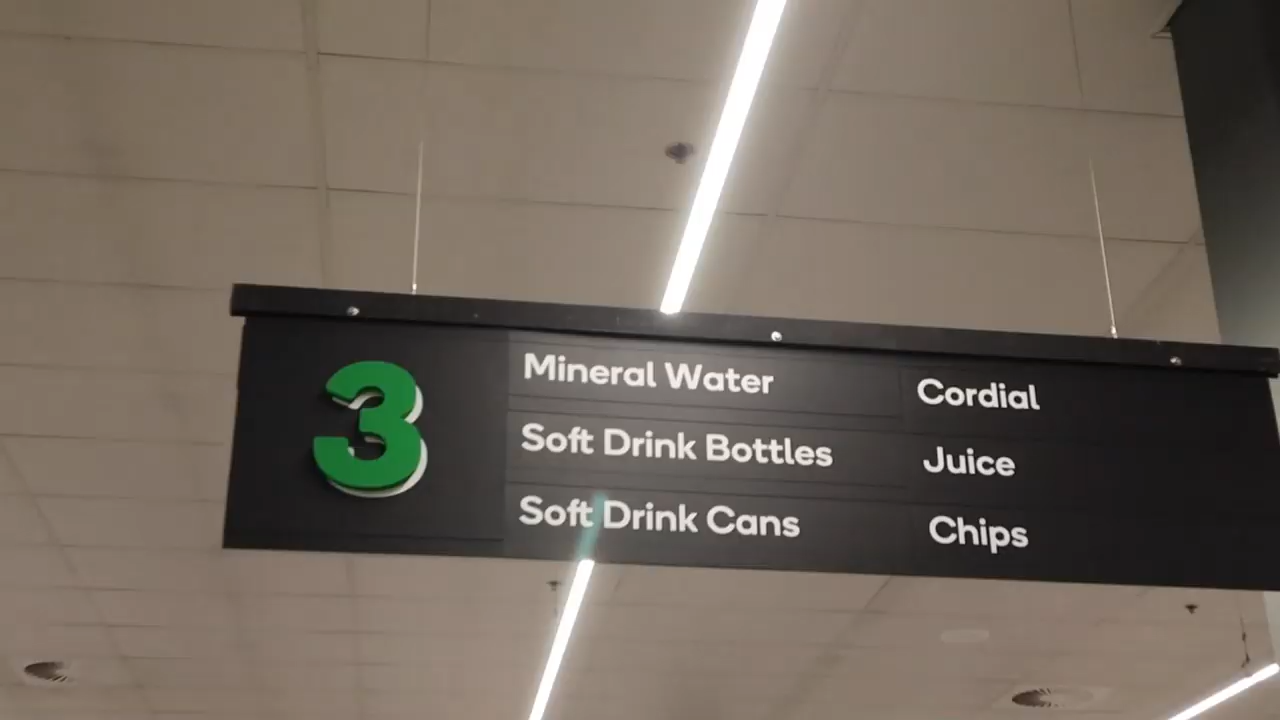 3
Mineral Water
Soft Drink Bottles
Soft Drink Cans
Cordial
Juice
Chips